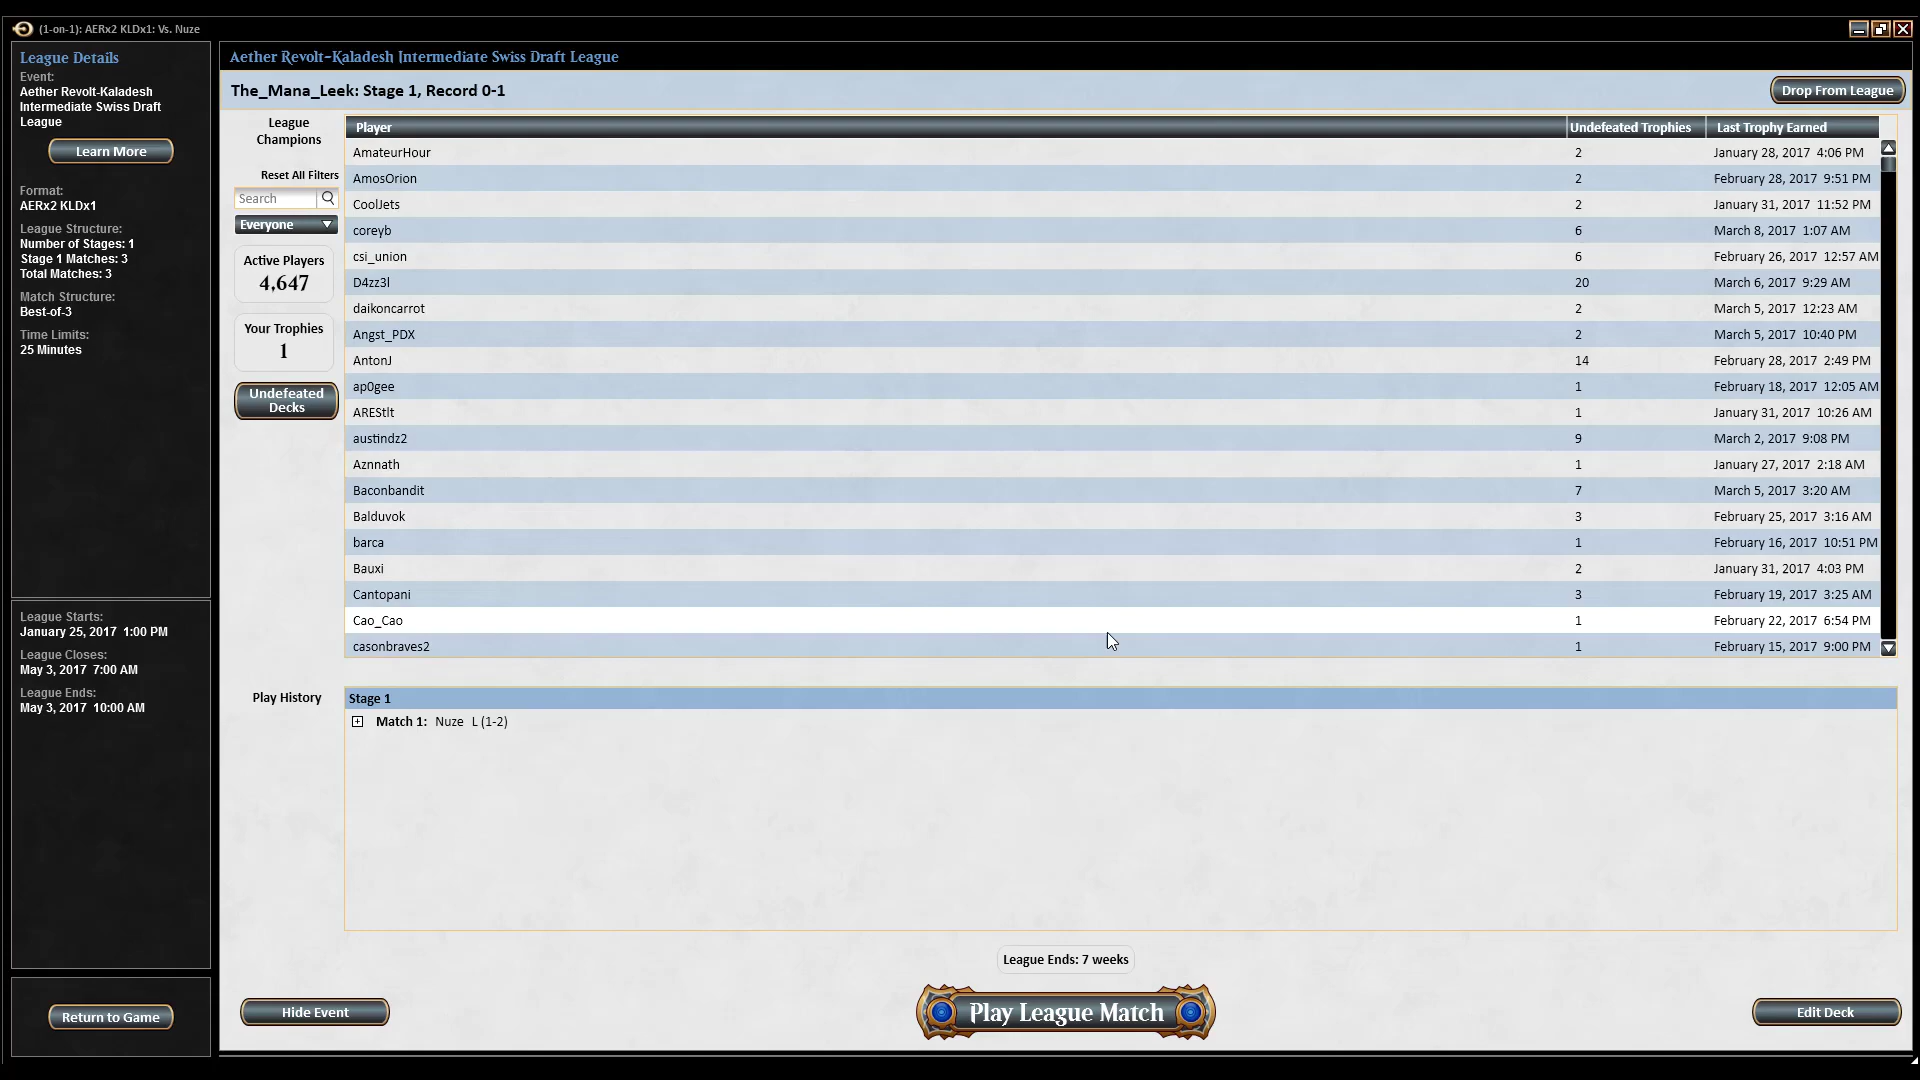 (1-on-1): AERx2 KLDx1: Vs. Nuze
League Details
Event:
Aether Revolt-Kaladesh
Intermediate Swiss Draft
League
Learn More
Format:
AERx2 KLDx1
League Structure:
Number of Stages: 1
Stage 1 Matches: 3
Total Matches: 3
Match Structure:
Best-of-3
Time Limits:
25 Minutes
League Starts:
January 25, 2017 1:00 PM
League Closes:
May 3, 2017 7:00 AM
League Ends:
May 3, 2017 10:00 AM
Return to Game
Aether Revolt-Kaladesh Intermediate Swiss Draft League
The_Mana_Leek: Stage 1, Record 0-1
Drop From League
League
Champions
Reset All Filters
Search
Everyone
Active Players
4,647
Your Trophies
1
Undefeated
Decks
Player Undefeated Trophies Last Trophy Earned
AmateurHour 2 January 28, 2017 4:06 PM
AmosOrion 2 February 28, 2017 9:51 PM
CoolJets 2 January 31, 2017 11:52 PM
coreyb 6 March 8, 2017 1:07 AM
csi_union 6 February 26, 2017 12:57 AM
D4zz3l 20 March 6, 2017 9:29 AM
daikoncarrot 2 March 5, 2017 12:23 AM
Angst_PDX 2 March 5, 2017 10:40 PM
AntonJ 14 February 28, 2017 2:49 PM
ap0gee 1 February 18, 2017 12:05 AM
AREStlt 1 January 31, 2017 10:26 AM
austindz2 9 March 2, 2017 9:08 PM
Aznnath 1 January 27, 2017 2:18 AM
Baconbandit 7 March 5, 2017 3:20 AM
Balduvok 3 February 25, 2017 3:16 AM
barca 1 February 16, 2017 10:51 PM
Bauxi 2 January 31, 2017 4:03 PM
Cantopani 3 February 19, 2017 3:25 AM
Cao_Cao 1 February 22, 2017 6:54 PM
casonbraves2 1 February 15, 2017 9:00 PM
Play History
Stage 1
Match 1: Nuze L (1-2)
League Ends: 7 weeks
Hide Event
Play League Match
Edit Deck